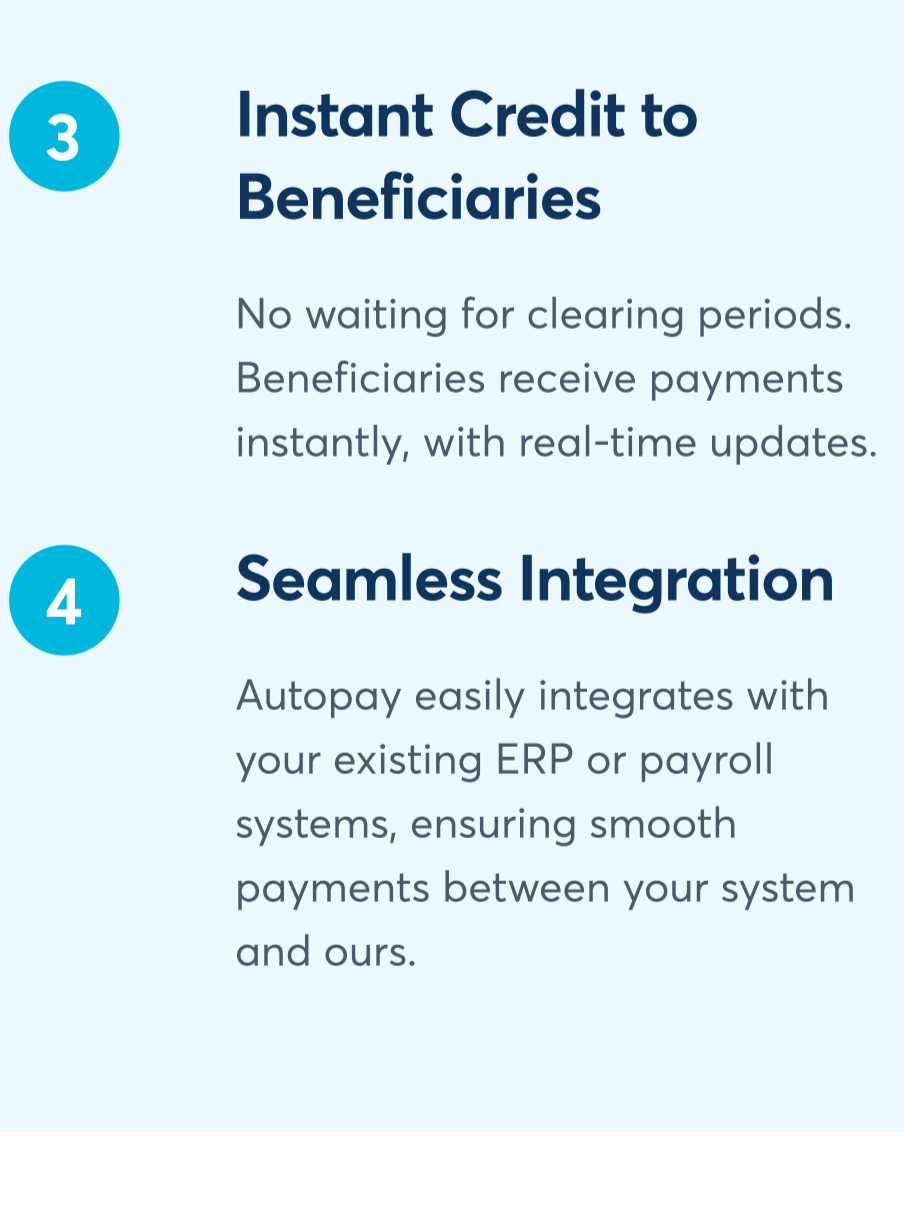 3
Instant Credit to
Beneficiaries
No waiting for clearing periods.
Beneficiaries receive payments
instantly, with real-time updates.
4
Seamless Integration
Autopay easily integrates with
your existing ERP or payroll
systems, ensuring smooth
payments between your system
and ours.